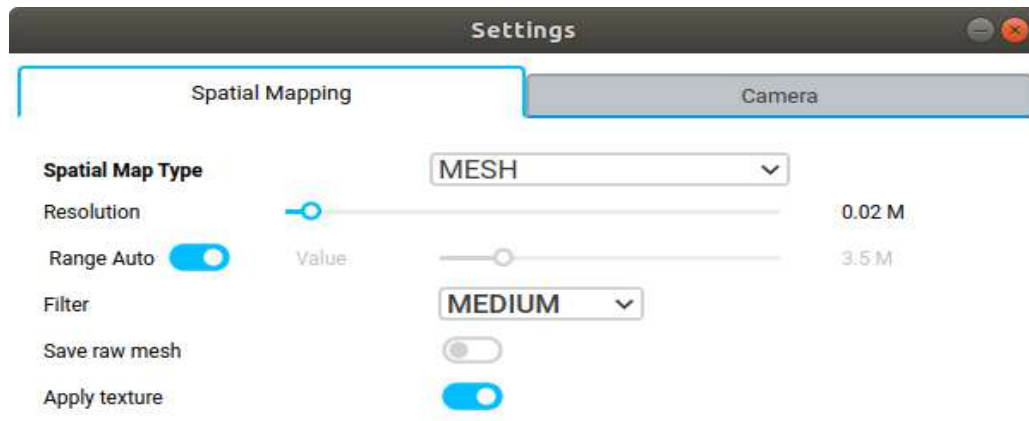 Settings
Spatial Mapping Camera
Spatial Map Type MESH
Resolution 0.02 M
Range Auto Value 3.5 M
Filter MEDIUM
Save raw mesh
Apply texture